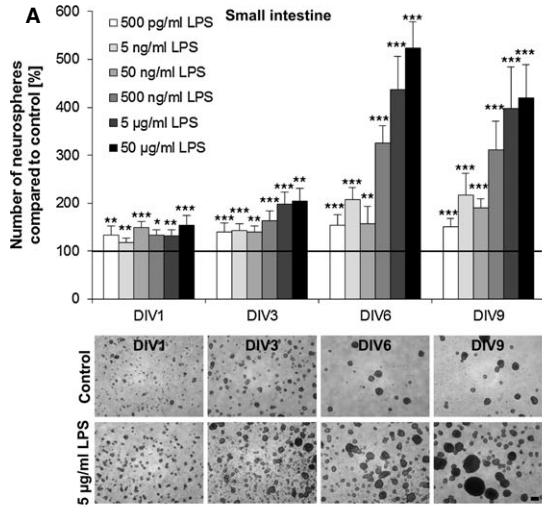 A
Small intestine
600
500
400
300
200
100
0
Number of neurospheres
compared to control [%]
500 pg/ml LPS
5 ng/ml LPS
50 ng/ml LPS
500 ng/ml LPS
5 µg/ml LPS
50 µg/ml LPS
** ** *** * ** ***
*** *** ** *** *** **
*** *** ** *** *** ***
*** *** *** *** *** ***
DIV1 DIV3 DIV6 DIV9
DIV1 DIV3 DIV6 DIV9
Control
5 µg/ml LPS